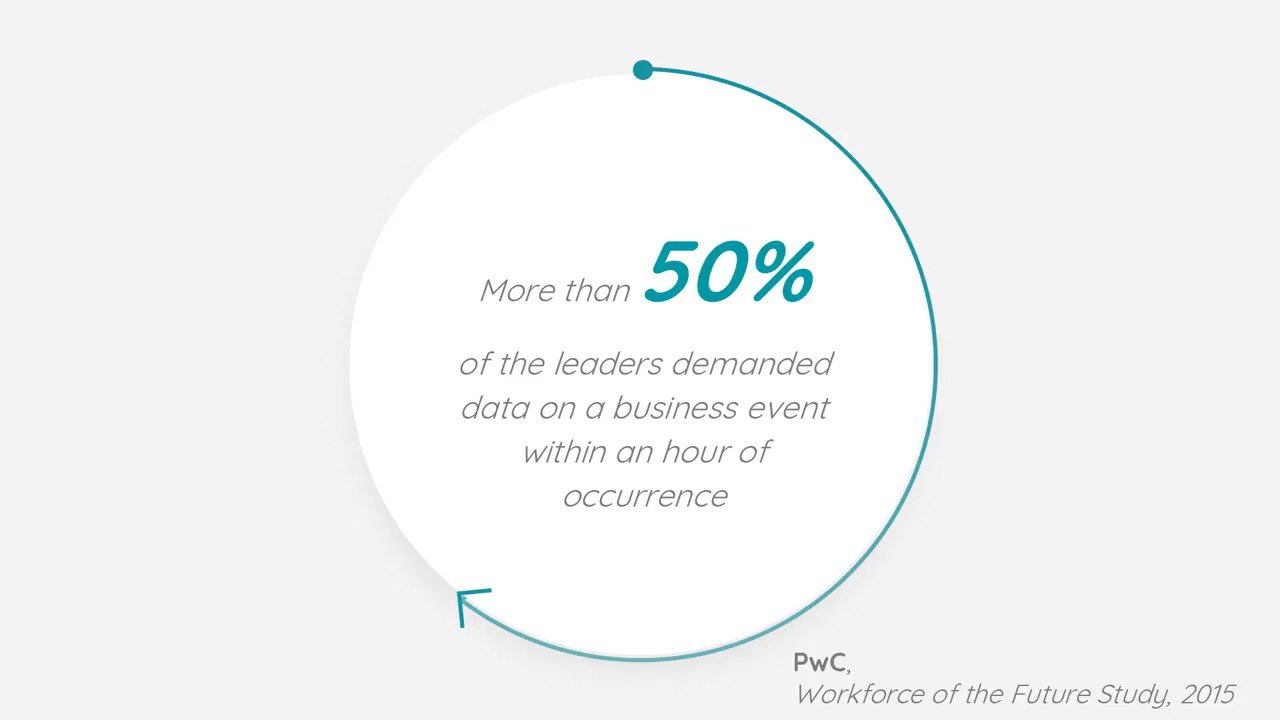 More than 50%
of the leaders demanded
data on a business event
within an hour of
occurrence
PwC,
Workforce of the Future Study, 2015